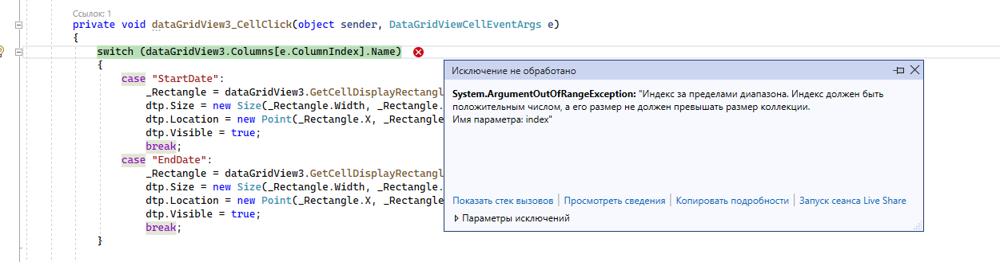 Ссылок: 1
private void dataGridView3_CellClick(object sender, DataGridViewCellEventArgs e)
{
switch (dataGridView3.Columns[e.ColumnIndex].Name)
{
case "StartDate":
_Rectangle = dataGridView3.GetCellDisplayRectangl
dtp.Size = new Size(_Rectangle.Width, _Rectangle.
dtp.Location = new Point(_Rectangle.X, _Rectangle
dtp.Visible = true;
break;
case "EndDate":
_Rectangle = dataGridView3.GetCellDisplayRectangl
dtp.Size = new Size(_Rectangle.Width, _Rectangle.
dtp.Location = new Point(_Rectangle.X, _Rectangle
dtp.Visible = true;
break;
}
Исключение не обработано
System.ArgumentOutOfRangeException: "Индекс за пределами диапазона. Индекс должен быть
положительным числом, а его размер не должен превышать размер коллекции.
Имя параметра: index"
Показать стек вызовов | Просмотреть сведения | Копировать подробности | Запуск сеанса Live Share
Параметры исключений